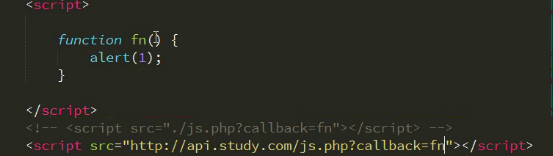 <script>
function fn() {
alert(1);
}
</script>
<!-- <script src="./js.php?callback=fn"></script> -->
<script src="http://api.study.com/js.php?callback=fn"></script>